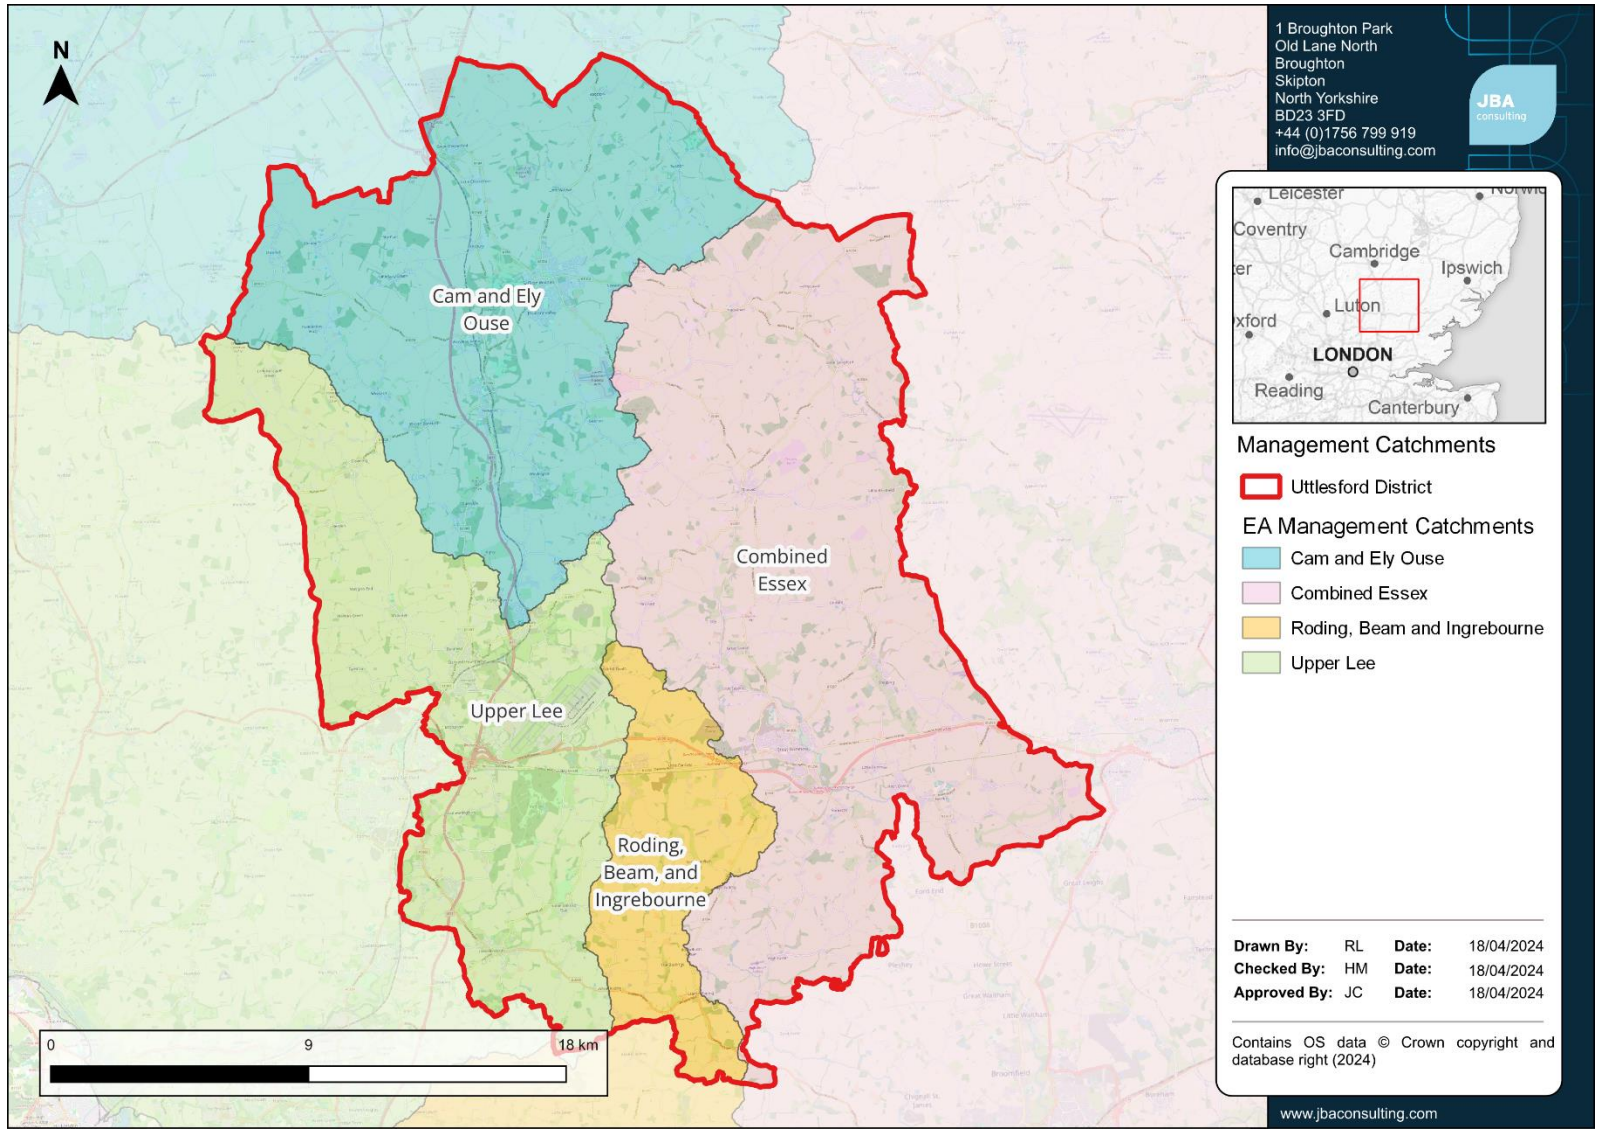 N
Cam and Ely
Ouse
Combined
Essex
Upper Lee
Roding,
Beam, and
Ingrebourne
0 9 18 km
1 Broughton Park
Old Lane North
Broughton
Skipton
North Yorkshire
BD23 3FD
+44 (0)1756 799 919
info@jbaconsulting.com
JBA
consulting
Leicester
Coventry
Cambridge
Ipswich
Luton
LONDON
Reading
Canterbury
Management Catchments
Uttlesford District
EA Management Catchments
Cam and Ely Ouse
Combined Essex
Roding, Beam and Ingrebourne
Upper Lee
Drawn By: RL Date: 18/04/2024
Checked By: HM Date: 18/04/2024
Approved By: JC Date: 18/04/2024
Contains OS data © Crown copyright and
database right (2024)
www.jbaconsulting.com